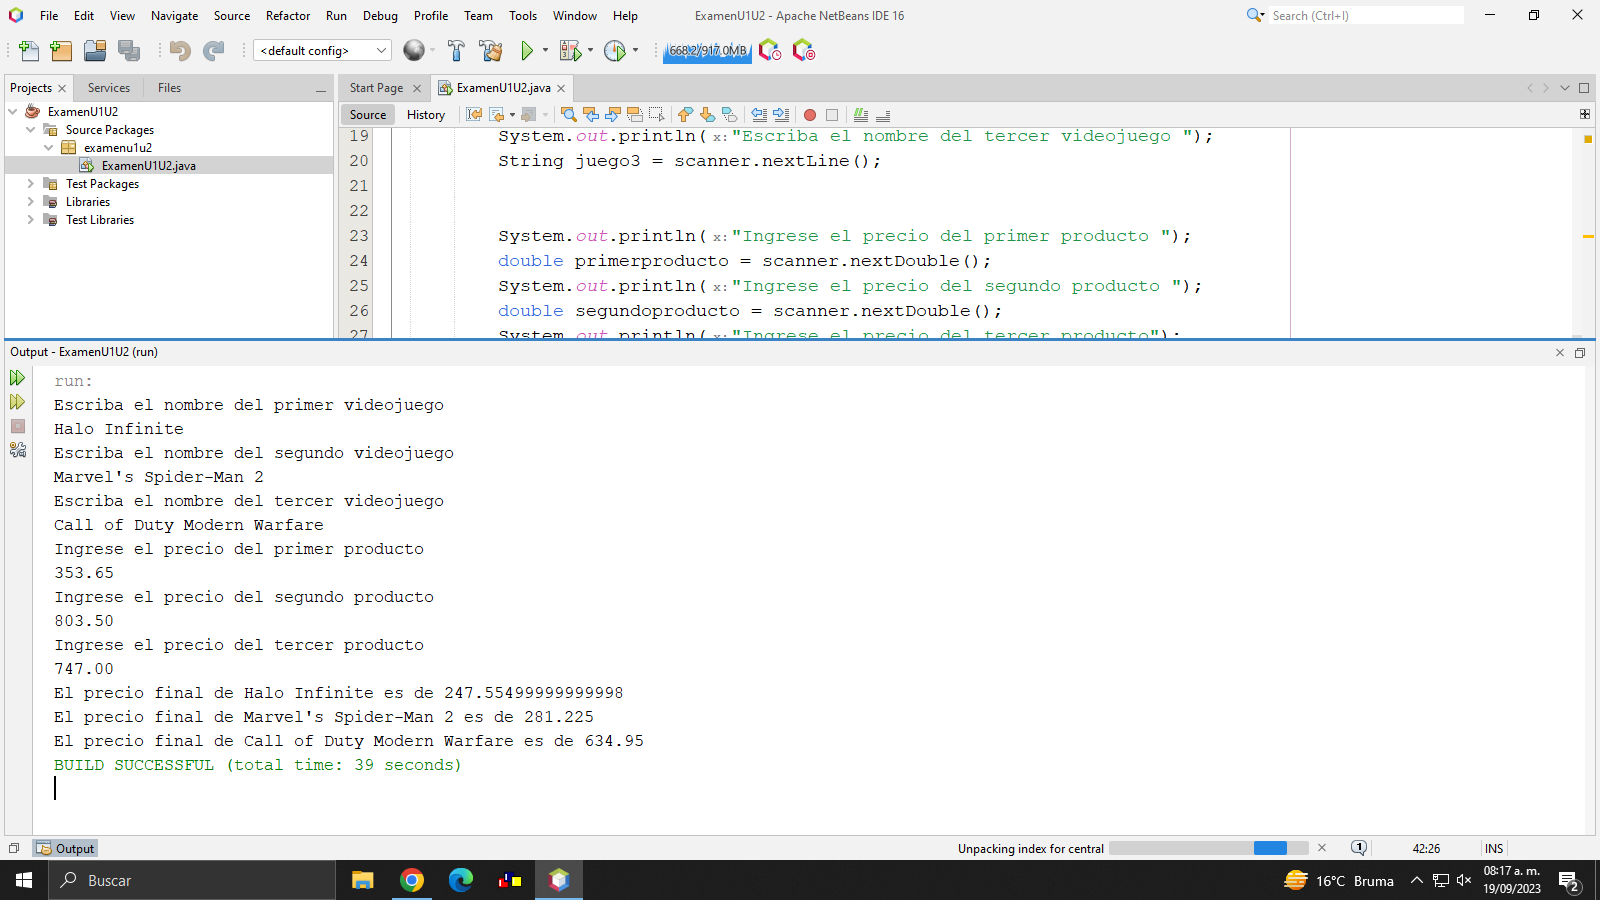 File Edit View Navigate Source Refactor Run Debug Profile Team Tools Window Help ExamenU1U2 - Apache NetBeans IDE 16 Search (Ctrl+I)
<default config> 668.2/917.0MB
Projects Services Files
Start Page ExamenU1U2.java
Source History
ExamenU1U2
Source Packages
examenu1u2
ExamenU1U2.java
Test Packages
Libraries
Test Libraries
19 System.out.println(x:"Escriba el nombre del tercer videojuego ");
20 String juego3 = scanner.nextLine();
21
22
23 System.out.println(x:"Ingrese el precio del primer producto ");
24 double primerproducto = scanner.nextDouble();
25 System.out.println(x:"Ingrese el precio del segundo producto ");
26 double segundoproducto = scanner.nextDouble();
27 System.out.println(x:"Ingrese el precio del tercer producto");
Output - ExamenU1U2 (run)
run:
Escriba el nombre del primer videojuego
Halo Infinite
Escriba el nombre del segundo videojuego
Marvel's Spider-Man 2
Escriba el nombre del tercer videojuego
Call of Duty Modern Warfare
Ingrese el precio del primer producto
353.65
Ingrese el precio del segundo producto
803.50
Ingrese el precio del tercer producto
747.00
El precio final de Halo Infinite es de 247.55499999999998
El precio final de Marvel's Spider-Man 2 es de 281.225
El precio final de Call of Duty Modern Warfare es de 634.95
BUILD SUCCESSFUL (total time: 39 seconds)
Output Unpacking index for central 1 42:26 INS
Buscar 16°C Bruma 08:17 a. m.
19/09/2023 2